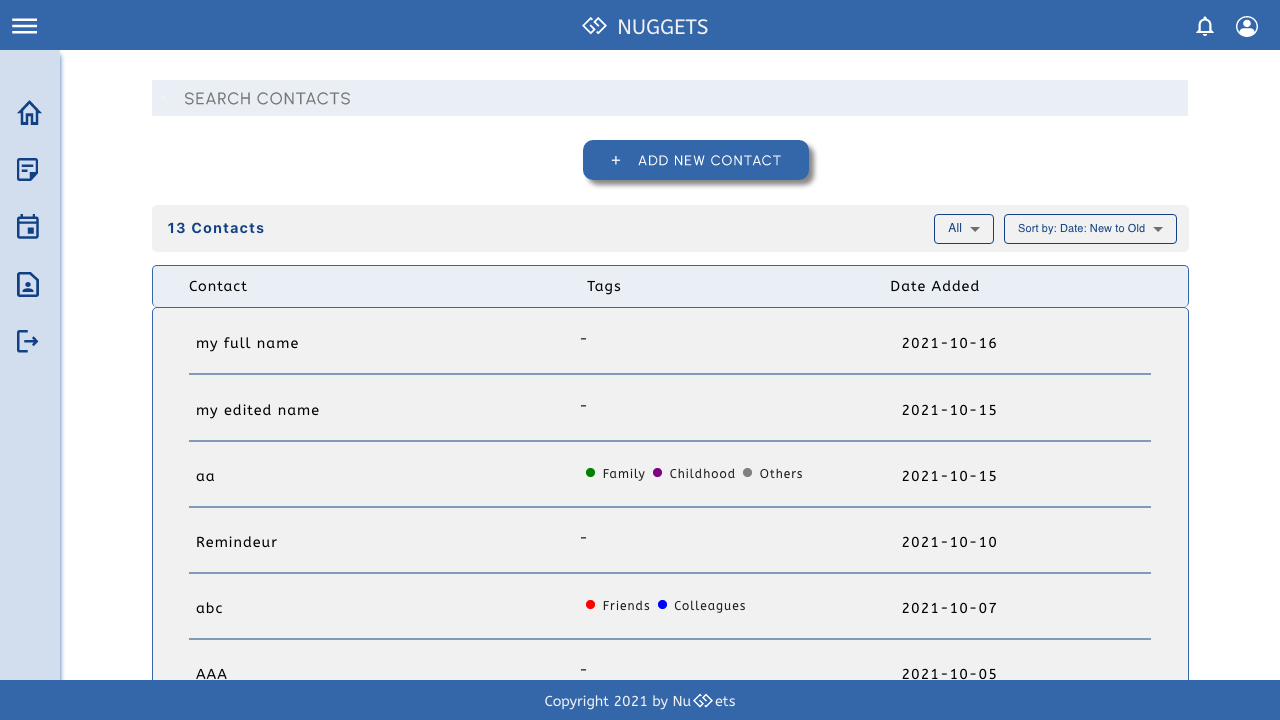 NUGGETS
SEARCH CONTACTS
+ ADD NEW CONTACT
13 Contacts All Sort by: Date: New to Old
Contact Tags Date Added
my full name - 2021-10-16
my edited name - 2021-10-15
aa Family Childhood Others 2021-10-15
Remindeur - 2021-10-10
abc Friends Colleagues 2021-10-07
AAA - 2021-10-05
Copyright 2021 by Nu ets